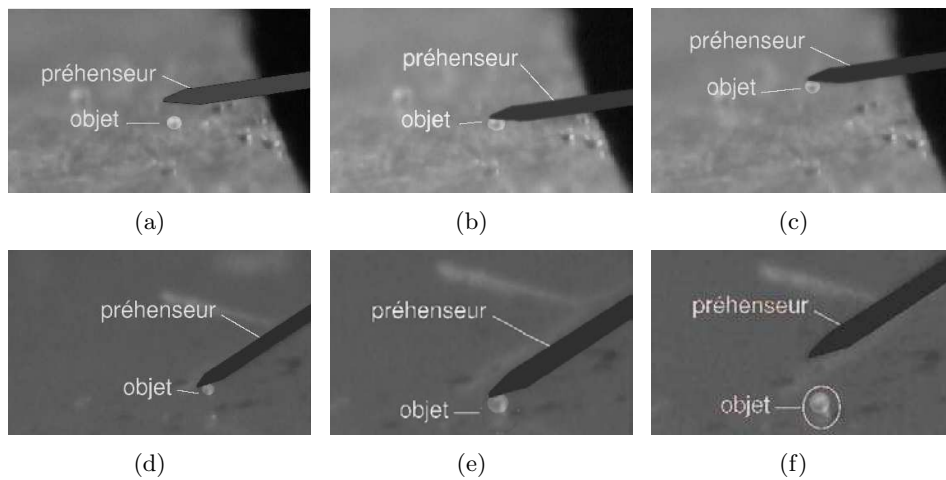 préhenseur
objet
(a)
préhenseur
objet
(b)
préhenseur
objet
(c)
préhenseur
objet
(d)
préhenseur
objet
(e)
préhenseur
objet
(f)